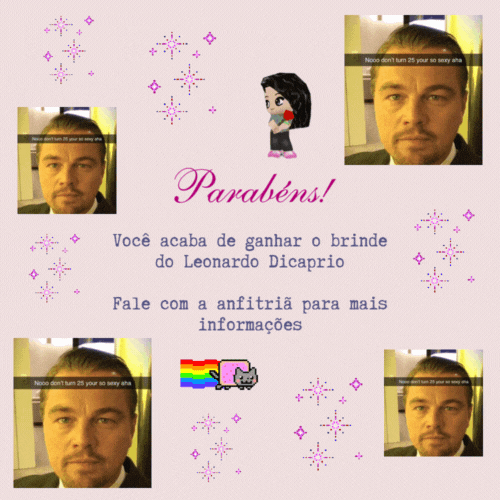 Nooo don't turn 25 your so sexy aha
Nooo don't turn 25 your so sexy aha
Parabéns!
Você acaba de ganhar o brinde
do Leonardo Dicaprio
Fale com a anfitriã para mais
informações
Nooo don't turn 25 your so sexy aha
Nooo don't turn 25 your so sexy aha